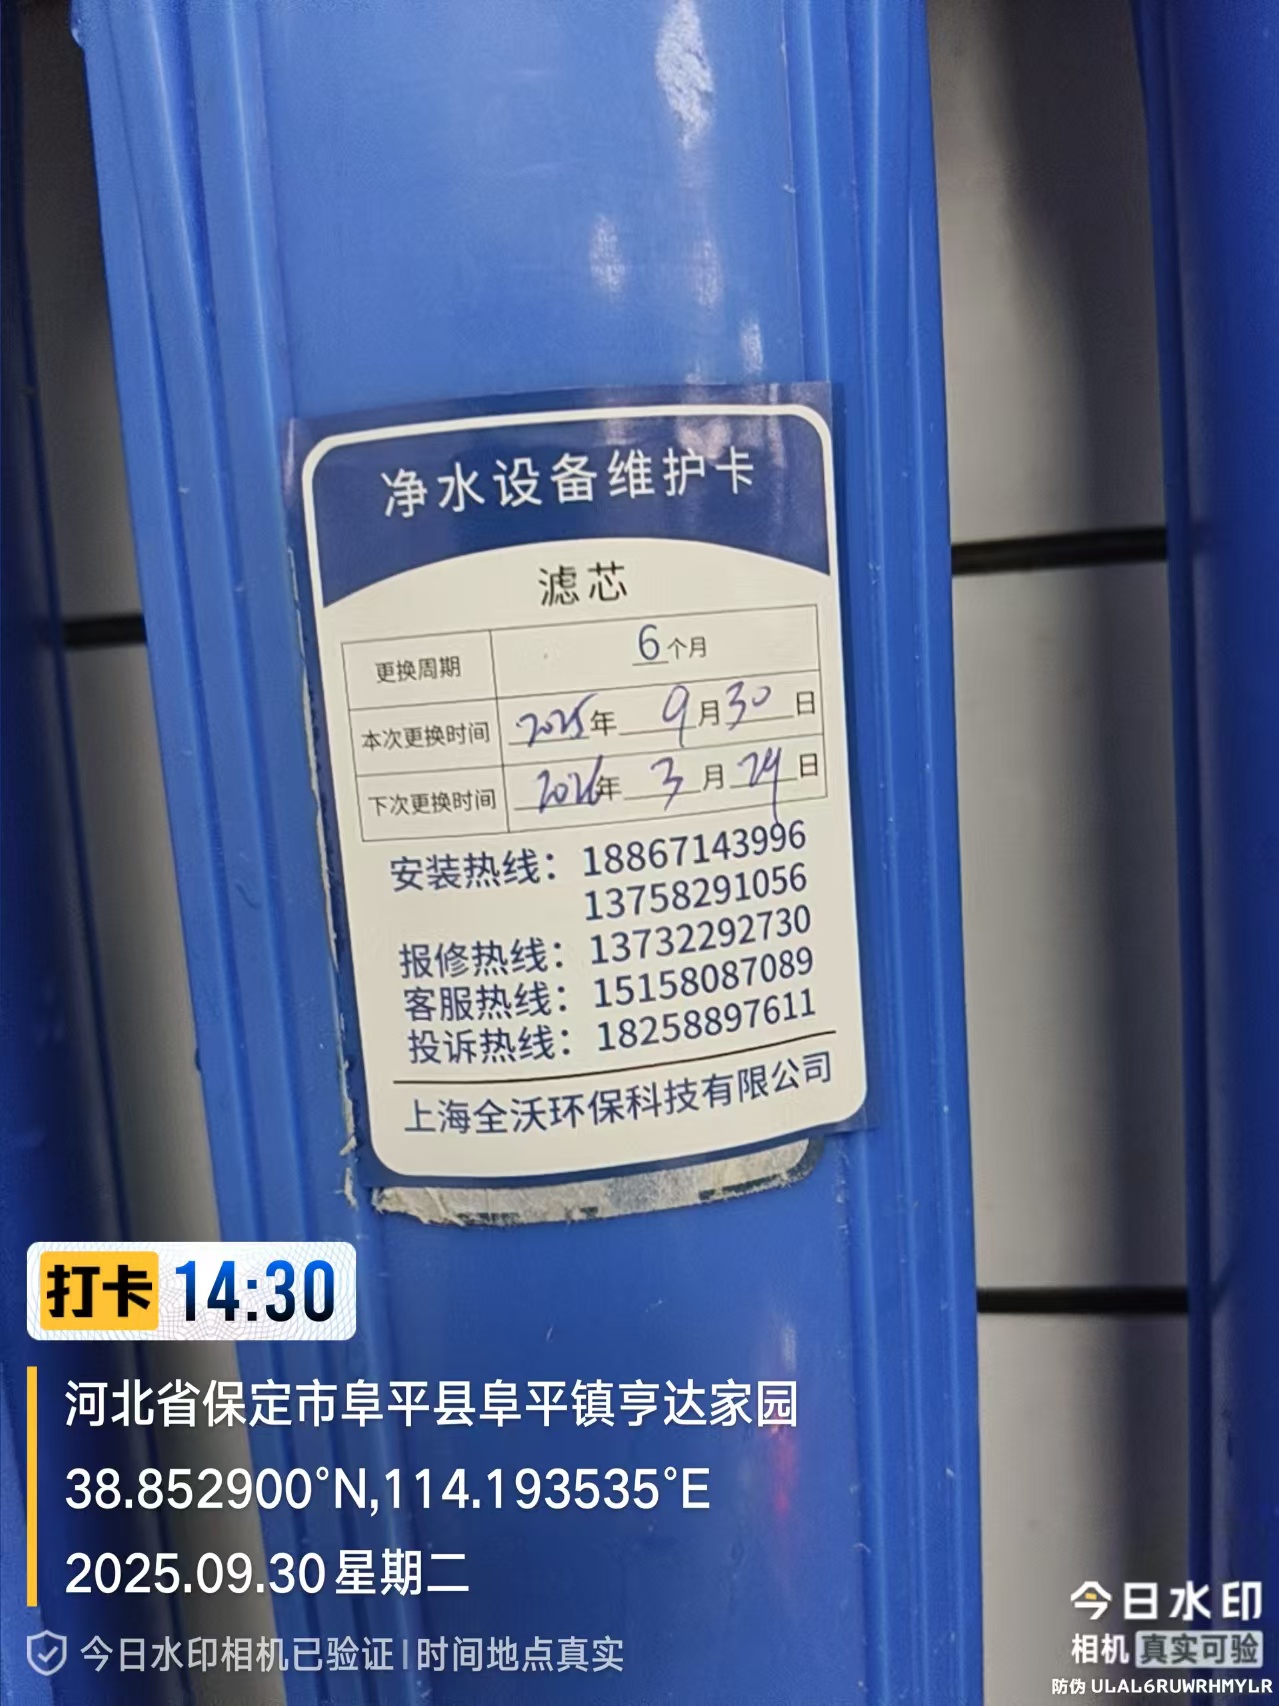 净水设备维护卡
滤芯
更换周期 6个月
本次更换时间 2025年 9月30日
下次更换时间 2026年 3月29日
安装热线：18867143996
13758291056
报修热线：13732292730
客服热线：15158087089
投诉热线：18258897611
上海全沃环保科技有限公司
打卡 14:30
河北省保定市阜平县阜平镇亨达家园
38.852900°N,114.193535°E
2025.09.30 星期二
今日水印相机已验证|时间地点真实
今日水印
相机 真实可验
防伪 ULAL6RUWRHMYLR